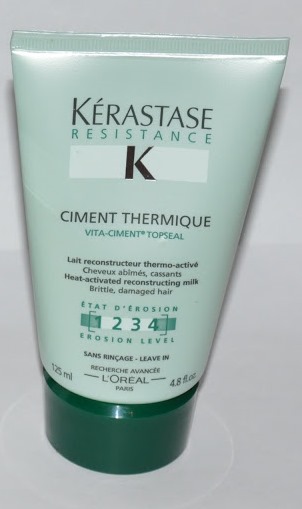 KÉRASTASE
RESISTANCE
K
CIMENT THERMIQUE
VITA-CIMENT® TOPSEAL
Lait reconstructeur thermo-activé
Cheveux abîmés, cassants
Heat-activated reconstructing milk
Brittle, damaged hair
ÉTAT D'ÉROSION
[1 2 3 4]
EROSION LEVEL
SANS RINÇAGE - LEAVE IN
RECHERCHE AVANCÉE
125 ml — L'ORÉAL — 4.8 fl.oz.
PARIS